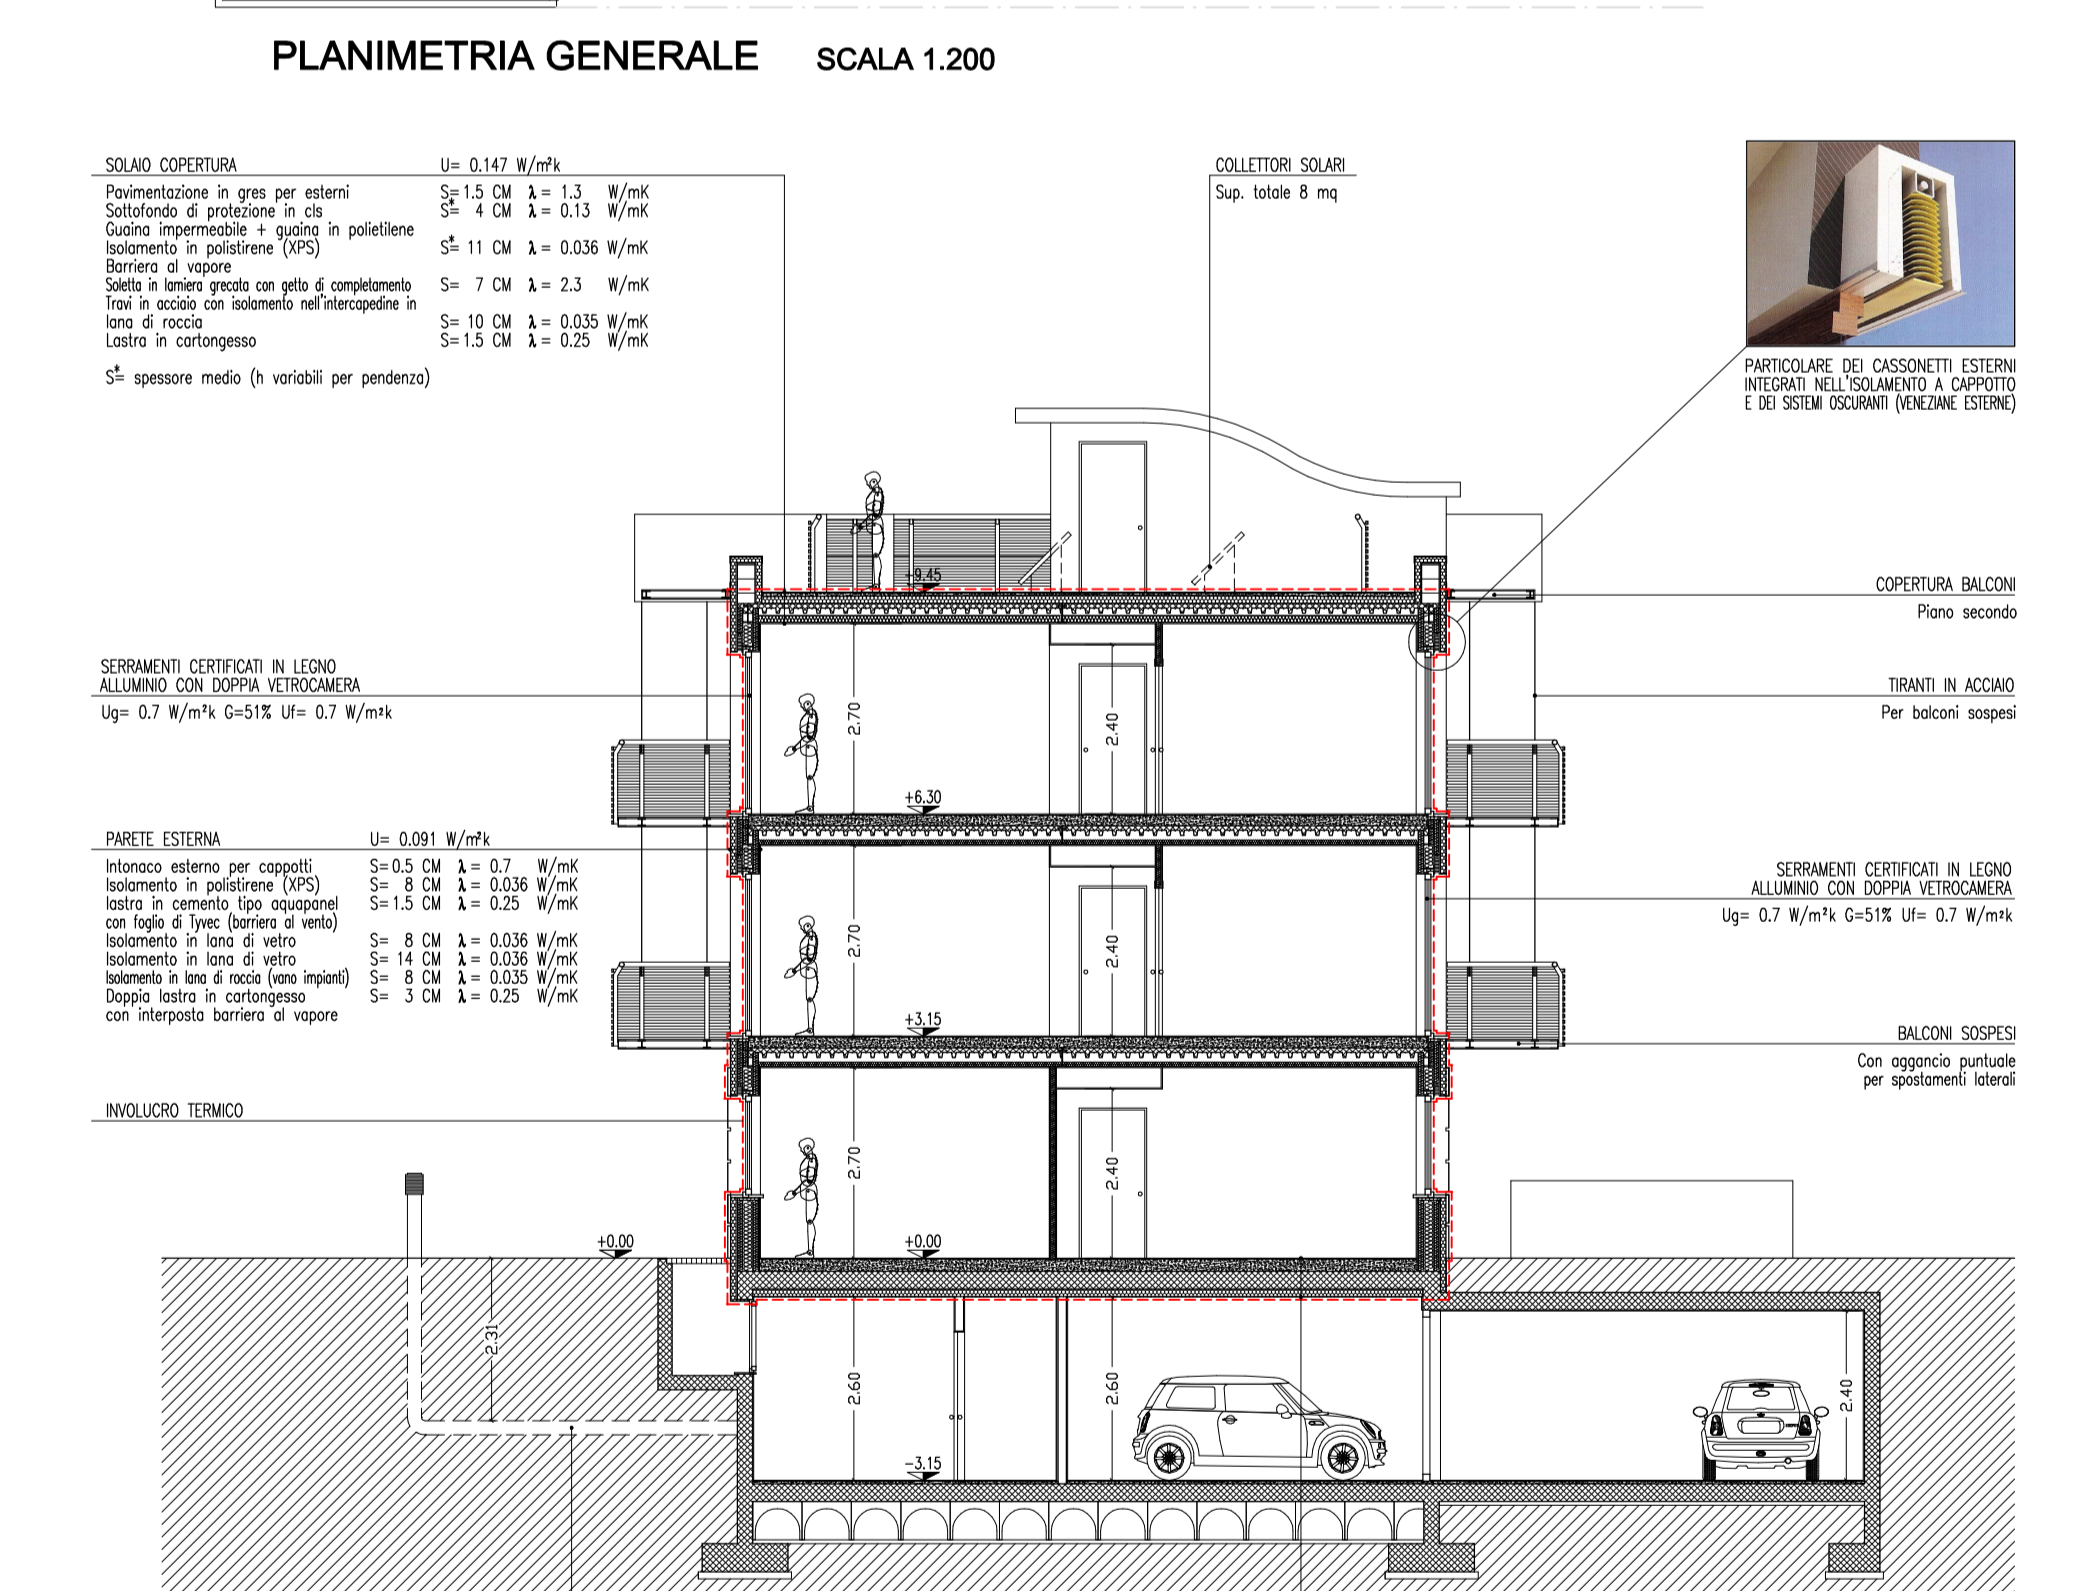 PLANIMETRIA GENERALE SCALA 1.200
SOLAIO COPERTURA U= 0.147 W/m²k
Pavimentazione in gres per esterni S= 1.5 CM λ = 1.3 W/mK
Sottofondo di protezione in cls S*= 4 CM λ = 0.13 W/mK
Guaina impermeabile + guaina in polietilene
Isolamento in polistirene (XPS) S*= 11 CM λ = 0.036 W/mK
Barriera al vapore
Soletta in lamiera grecata con getto di completamento S= 7 CM λ = 2.3 W/mK
Travi in acciaio con isolamento nell'intercapedine in
lana di roccia S= 10 CM λ = 0.035 W/mK
Lastra in cartongesso S= 1.5 CM λ = 0.25 W/mK
S*= spessore medio (h variabili per pendenza)
COLLETTORI SOLARI
Sup. totale 8 mq
PARTICOLARE DEI CASSONETTI ESTERNI
INTEGRATI NELL'ISOLAMENTO A CAPPOTTO
E DEI SISTEMI OSCURANTI (VENEZIANE ESTERNE)
+9.45
COPERTURA BALCONI
Piano secondo
SERRAMENTI CERTIFICATI IN LEGNO
ALLUMINIO CON DOPPIA VETROCAMERA
Ug= 0.7 W/m²k G=51% Uf= 0.7 W/m²k
TIRANTI IN ACCIAIO
Per balconi sospesi
2.70
2.40
+6.30
PARETE ESTERNA U= 0.091 W/m²k
Intonaco esterno per cappotti S= 0.5 CM λ = 0.7 W/mK
Isolamento in polistirene (XPS) S= 8 CM λ = 0.036 W/mK
lastra in cemento tipo aquapanel S= 1.5 CM λ = 0.25 W/mK
con foglio di Tyvec (barriera al vento)
Isolamento in lana di vetro S= 8 CM λ = 0.036 W/mK
Isolamento in lana di vetro S= 14 CM λ = 0.036 W/mK
Isolamento in lana di roccia (vano impianti) S= 8 CM λ = 0.035 W/mK
Doppia lastra in cartongesso S= 3 CM λ = 0.25 W/mK
con interposta barriera al vapore
SERRAMENTI CERTIFICATI IN LEGNO
ALLUMINIO CON DOPPIA VETROCAMERA
Ug= 0.7 W/m²k G=51% Uf= 0.7 W/m²k
2.70
2.40
+3.15
BALCONI SOSPESI
Con aggancio puntuale
per spostamenti laterali
INVOLUCRO TERMICO
2.70
2.40
+0.00
+0.00
2.31
2.60
2.60
2.40
-3.15